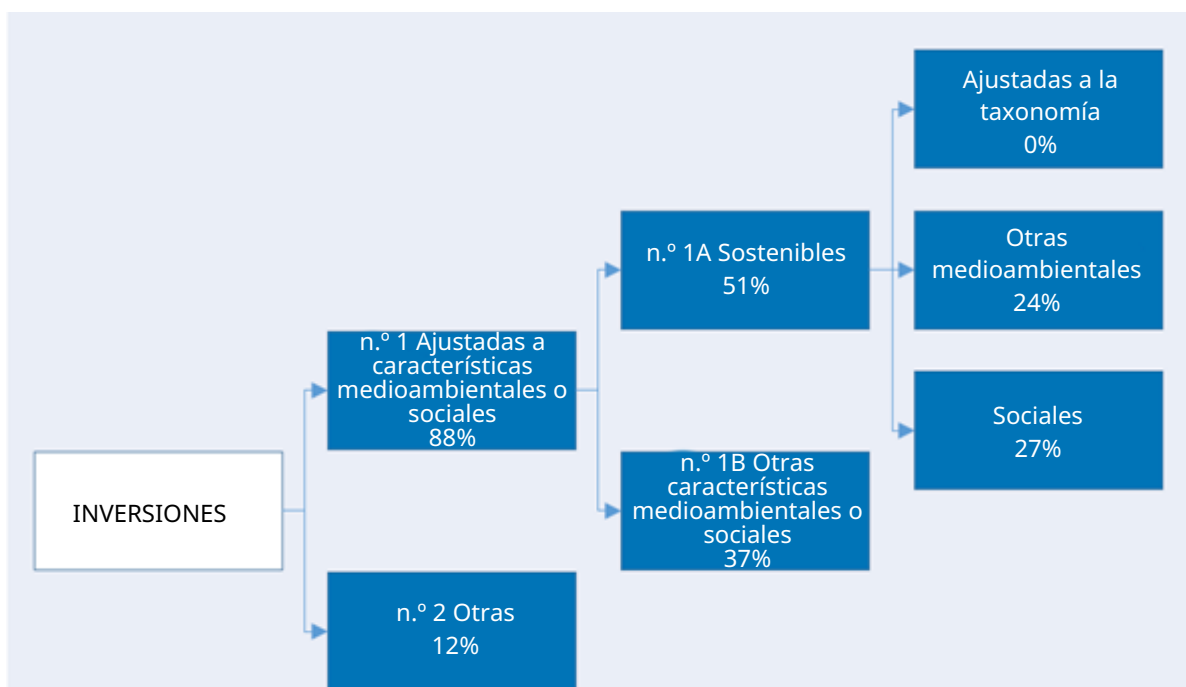 INVERSIONES
n.º 1 Ajustadas a
características
medioambientales o
sociales
88%
n.º 2 Otras
12%
n.º 1A Sostenibles
51%
n.º 1B Otras
características
medioambientales o
sociales
37%
Ajustadas a la
taxonomía
0%
Otras
medioambientales
24%
Sociales
27%